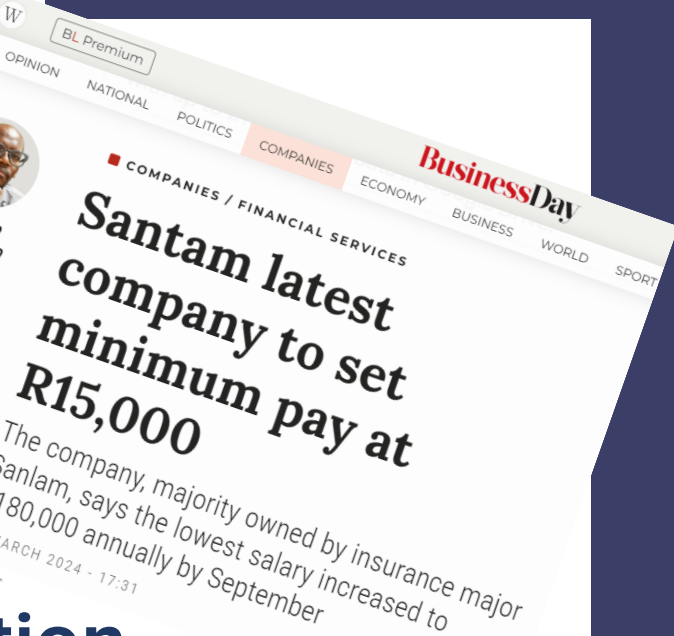 W
BL Premium
BusinessDay
OPINION NATIONAL POLITICS COMPANIES ECONOMY BUSINESS WORLD SPORT
COMPANIES / FINANCIAL SERVICES
Santam latest
company to set
minimum pay at
R15,000
The company, majority owned by insurance major
Sanlam, says the lowest salary increased to
180,000 annually by September
MARCH 2024 - 17:31